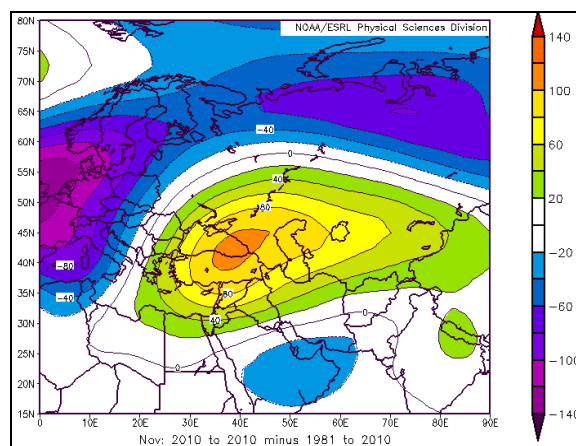 NOAA/ESRL Physical Sciences Division
80N
75N
70N
65N
60N
55N
50N
45N
40N
35N
30N
25N
20N
15N
0
10E
20E
30E
40E
50E
60E
70E
80E
90E
-40
0
40
80
-80
-40
80
40
0
0
140
100
60
20
-20
-60
-100
-140
Nov: 2010 to 2010 minus 1981 to 2010